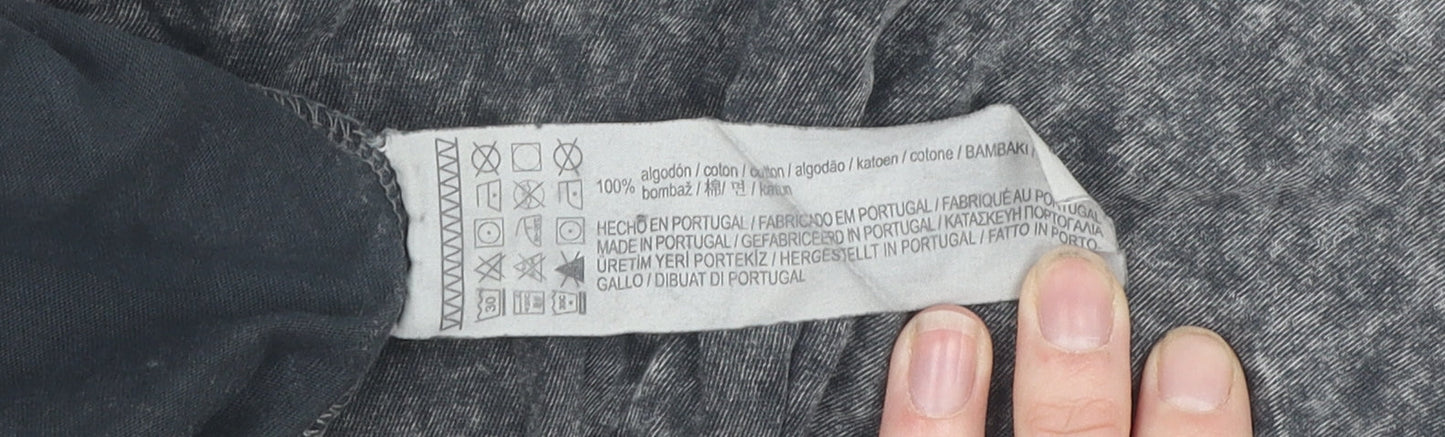 100% algodón / coton / cotton / algodão / katoen / cotone / BAMBAKI /
bombaž / 棉 / 면 / katun
HECHO EN PORTUGAL / FABRICADO EM PORTUGAL / FABRIQUÉ AU PORTUGAL
MADE IN PORTUGAL / GEFABRICEERD IN PORTUGAL / ΚΑΤΑΣΚΕΥΗ ΠΟΡΤΟΓΑΛΙΑ
ÜRETİM YERİ PORTEKİZ / HERGESTELLT IN PORTUGAL / FATTO IN PORTO-
GALLO / DIBUAT DI PORTUGAL
30